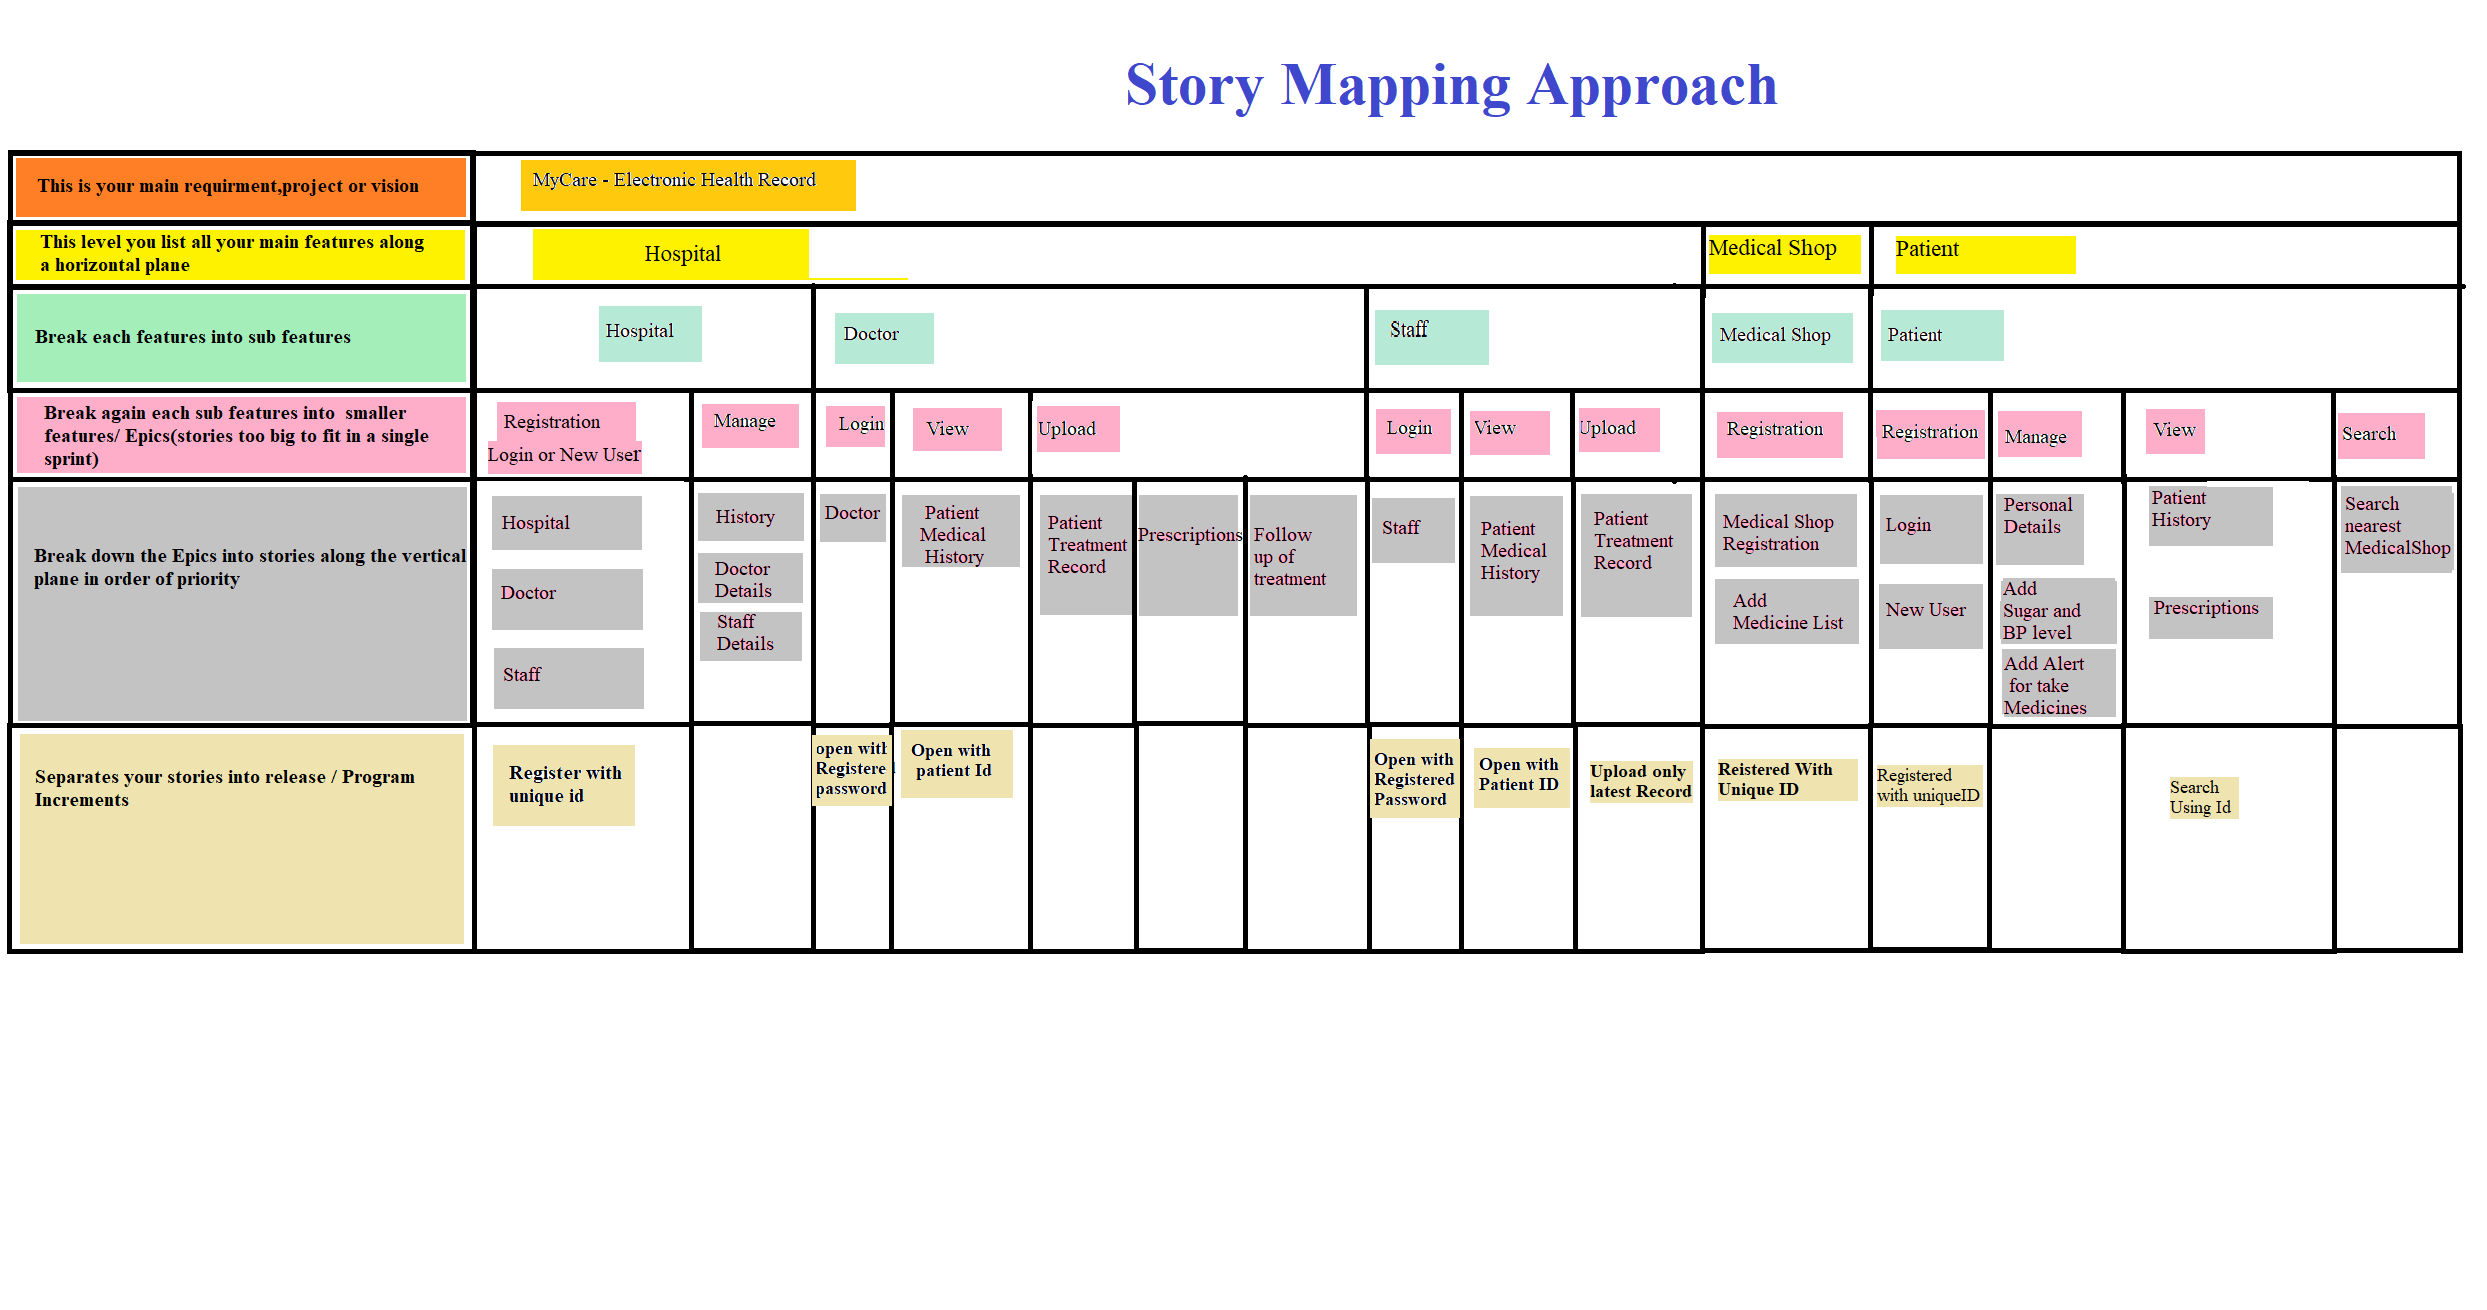 Story Mapping Approach
This is your main requirment,project or vision
MyCare - Electronic Health Record
This level you list all your main features along
a horizontal plane
Hospital
Medical Shop
Patient
Break each features into sub features
Hospital
Doctor
Staff
Medical Shop
Patient
Break again each sub features into smaller
features/ Epics(stories too big to fit in a single
sprint)
Registration
Login or New User
Manage
Login
View
Upload
Login
View
Upload
Registration
Registration
Manage
View
Search
Break down the Epics into stories along the vertical
plane in order of priority
Hospital
Doctor
Staff
History
Doctor
Details
Staff
Details
Doctor
Patient
Medical
History
Patient
Treatment
Record
Prescriptions
Follow
up of
treatment
Staff
Patient
Medical
History
Patient
Treatment
Record
Medical Shop
Registration
Add
Medicine List
Login
New User
Personal
Details
Add
Sugar and
BP level
Add Alert
for take
Medicines
Patient
History
Prescriptions
Search
nearest
MedicalShop
Separates your stories into release / Program
Increments
Register with
unique id
open with
Registered
password
Open with
patient Id
Open with
Registered
Password
Open with
Patient ID
Upload only
latest Record
Reistered With
Unique ID
Registered
with uniqueID
Search
Using Id